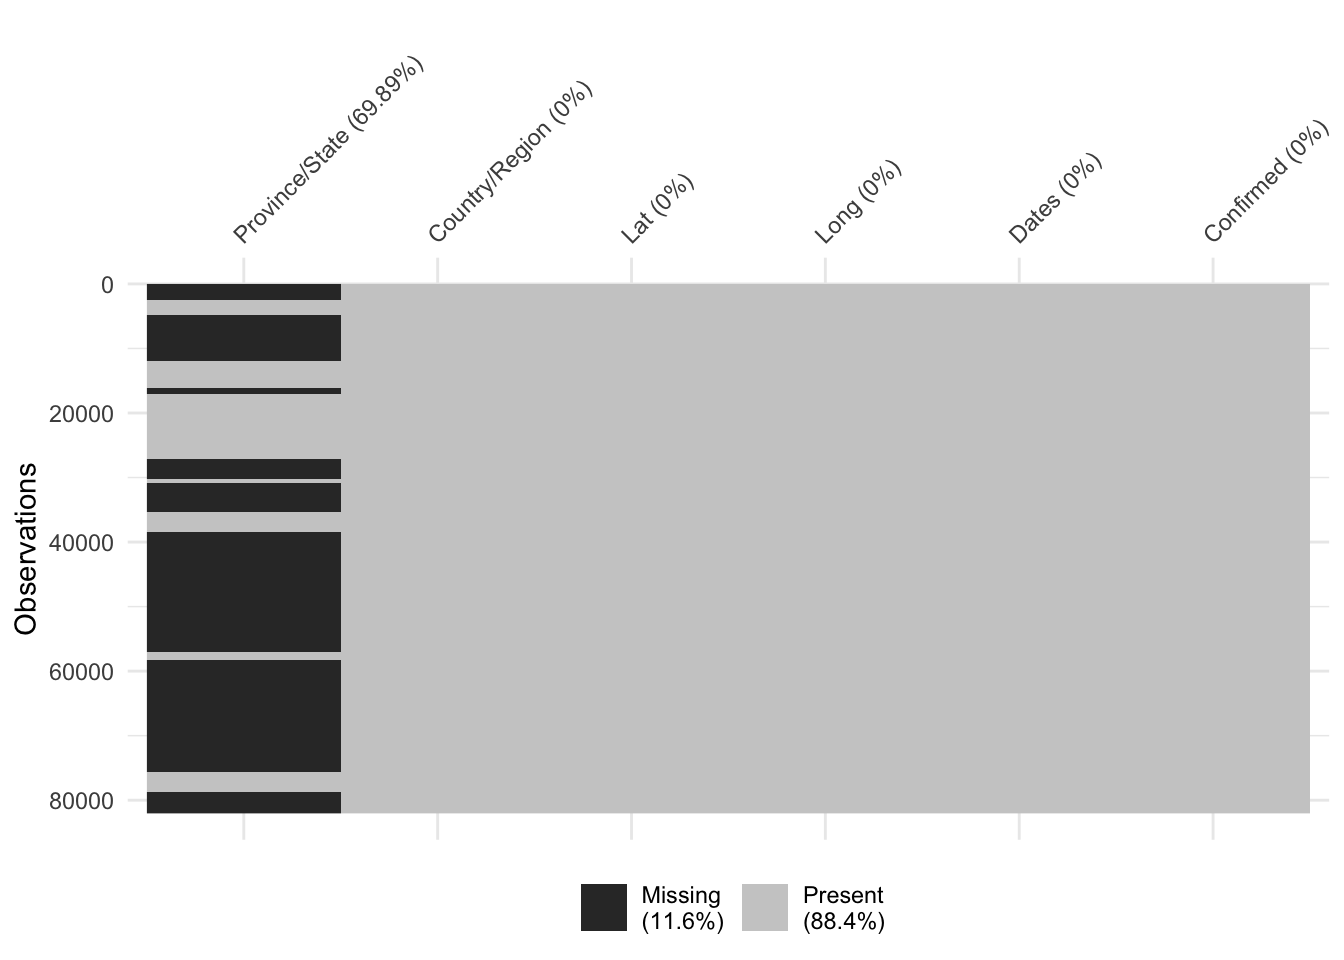 Province/State (69.89%)
Country/Region (0%)
Lat (0%)
Long (0%)
Dates (0%)
Confirmed (0%)
0
20000
40000
60000
80000
Observations
Missing
(11.6%)
Present
(88.4%)